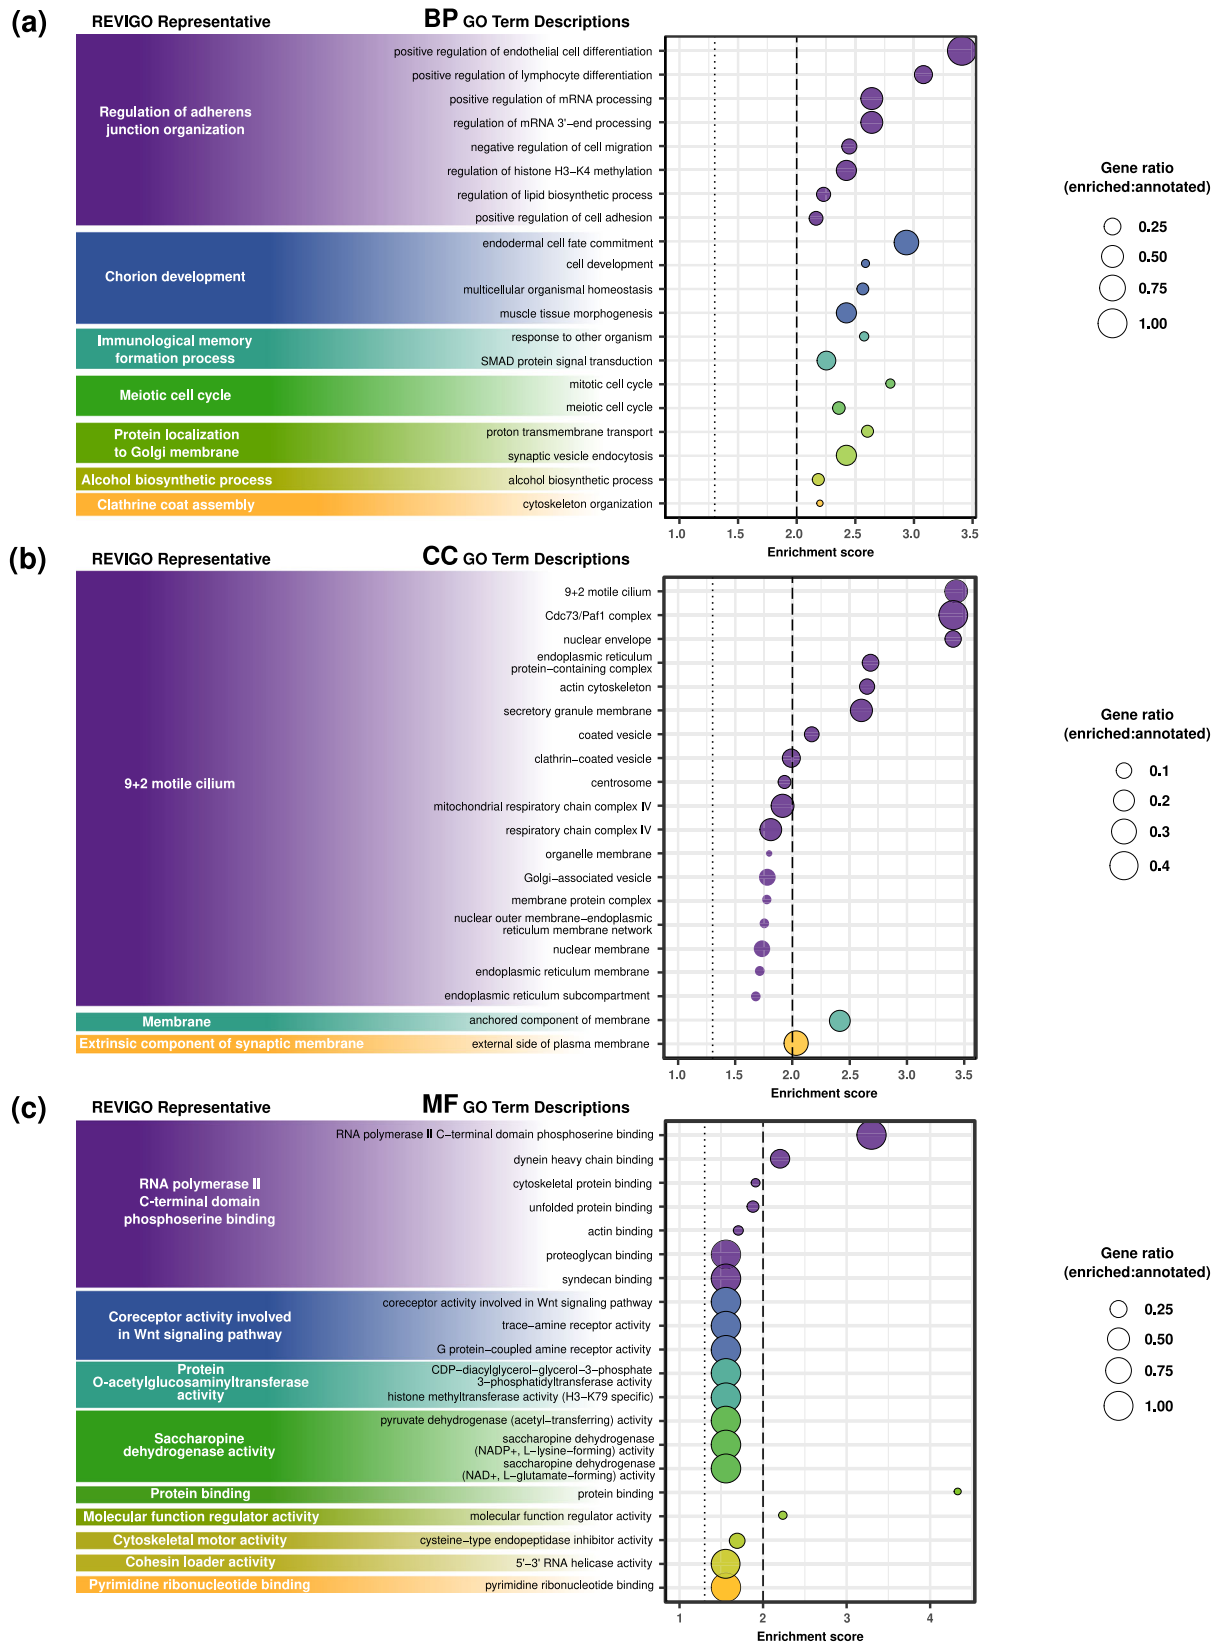 (a)
REVIGO Representative
BP GO Term Descriptions
Regulation of adherens
junction organization
positive regulation of endothelial cell differentiation
positive regulation of lymphocyte differentiation
positive regulation of mRNA processing
regulation of mRNA 3'−end processing
negative regulation of cell migration
regulation of histone H3−K4 methylation
regulation of lipid biosynthetic process
positive regulation of cell adhesion
Chorion development
endodermal cell fate commitment
cell development
multicellular organismal homeostasis
muscle tissue morphogenesis
Immunological memory
formation process
response to other organism
SMAD protein signal transduction
Meiotic cell cycle
mitotic cell cycle
meiotic cell cycle
Protein localization
to Golgi membrane
proton transmembrane transport
synaptic vesicle endocytosis
Alcohol biosynthetic process
alcohol biosynthetic process
Clathrine coat assembly
cytoskeleton organization
1.0 1.5 2.0 2.5 3.0 3.5
Enrichment score
Gene ratio
(enriched:annotated)
0.25
0.50
0.75
1.00
(b)
REVIGO Representative
CC GO Term Descriptions
9+2 motile cilium
9+2 motile cilium
Cdc73/Paf1 complex
nuclear envelope
endoplasmic reticulum
protein−containing complex
actin cytoskeleton
secretory granule membrane
coated vesicle
clathrin−coated vesicle
centrosome
mitochondrial respiratory chain complex IV
respiratory chain complex IV
organelle membrane
Golgi−associated vesicle
membrane protein complex
nuclear outer membrane−endoplasmic
reticulum membrane network
nuclear membrane
endoplasmic reticulum membrane
endoplasmic reticulum subcompartment
Membrane
anchored component of membrane
Extrinsic component of synaptic membrane
external side of plasma membrane
1.0 1.5 2.0 2.5 3.0 3.5
Enrichment score
Gene ratio
(enriched:annotated)
0.1
0.2
0.3
0.4
(c)
REVIGO Representative
MF GO Term Descriptions
RNA polymerase II
C-terminal domain
phosphoserine binding
RNA polymerase II C−terminal domain phosphoserine binding
dynein heavy chain binding
cytoskeletal protein binding
unfolded protein binding
actin binding
proteoglycan binding
syndecan binding
Coreceptor activity involved
in Wnt signaling pathway
coreceptor activity involved in Wnt signaling pathway
trace−amine receptor activity
G protein−coupled amine receptor activity
Protein
O-acetylglucosaminyltransferase
activity
CDP−diacylglycerol−glycerol−3−phosphate
3−phosphatidyltransferase activity
histone methyltransferase activity (H3−K79 specific)
Saccharopine
dehydrogenase activity
pyruvate dehydrogenase (acetyl−transferring) activity
saccharopine dehydrogenase
(NADP+, L−lysine−forming) activity
saccharopine dehydrogenase
(NAD+, L−glutamate−forming) activity
Protein binding
protein binding
Molecular function regulator activity
molecular function regulator activity
Cytoskeletal motor activity
cysteine−type endopeptidase inhibitor activity
Cohesin loader activity
5'−3' RNA helicase activity
Pyrimidine ribonucleotide binding
pyrimidine ribonucleotide binding
1 2 3 4
Enrichment score
Gene ratio
(enriched:annotated)
0.25
0.50
0.75
1.00